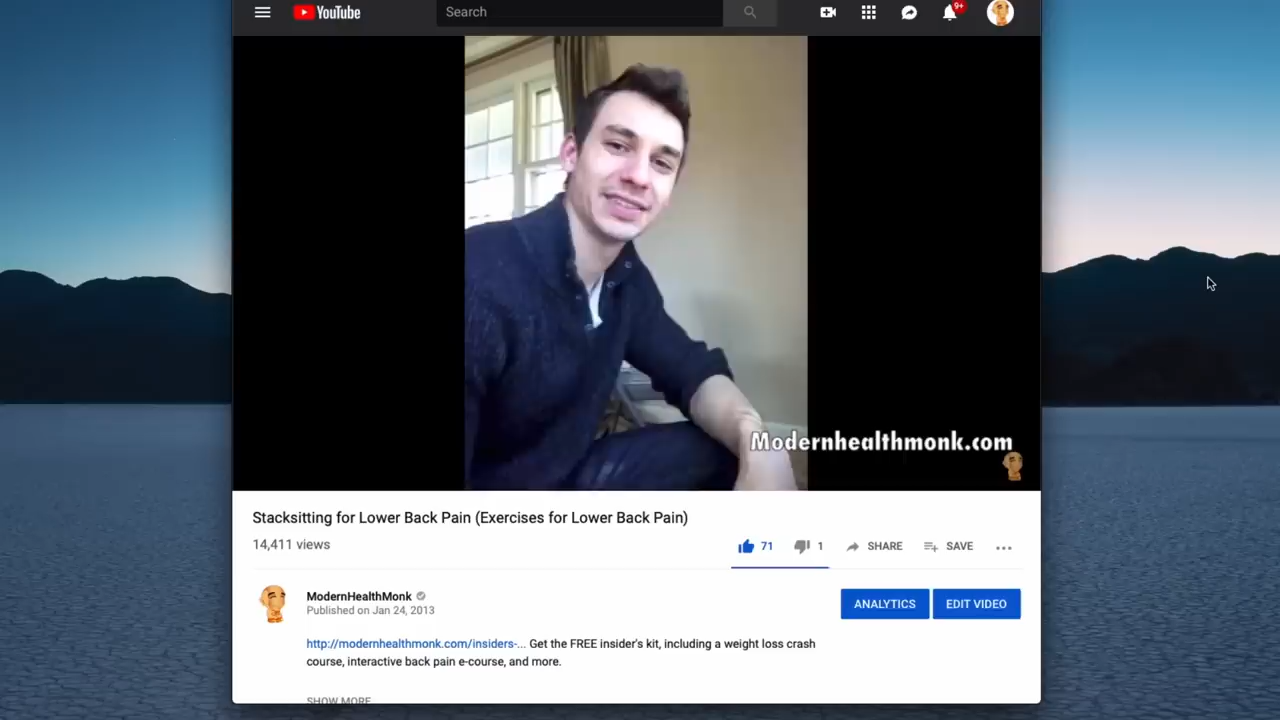 YouTube
Search
9+
Modernhealthmonk.com
Stacksitting for Lower Back Pain (Exercises for Lower Back Pain)
14,411 views
71
1
SHARE
SAVE
ModernHealthMonk
Published on Jan 24, 2013
ANALYTICS
EDIT VIDEO
http://modernhealthmonk.com/insiders-... Get the FREE insider's kit, including a weight loss crash
course, interactive back pain e-course, and more.
SHOW MORE